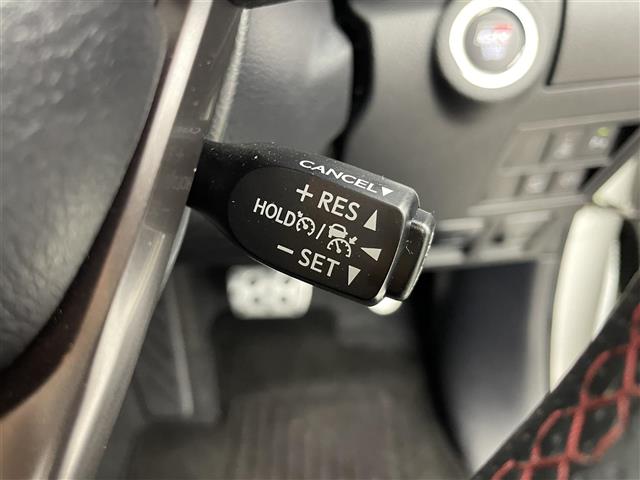 CANCEL▼
+ RES ▲
HOLD / ◀
− SET ▼